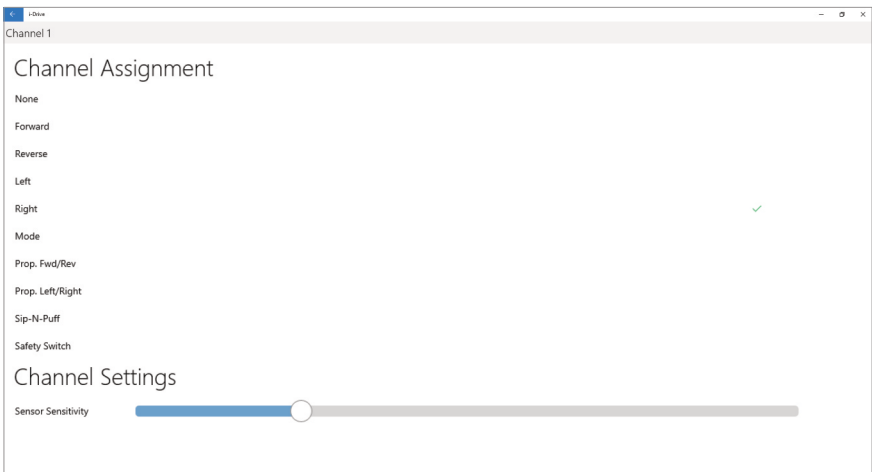 i-Drive
Channel 1
Channel Assignment
None
Forward
Reverse
Left
Right
Mode
Prop. Fwd/Rev
Prop. Left/Right
Sip-N-Puff
Safety Switch
Channel Settings
Sensor Sensitivity